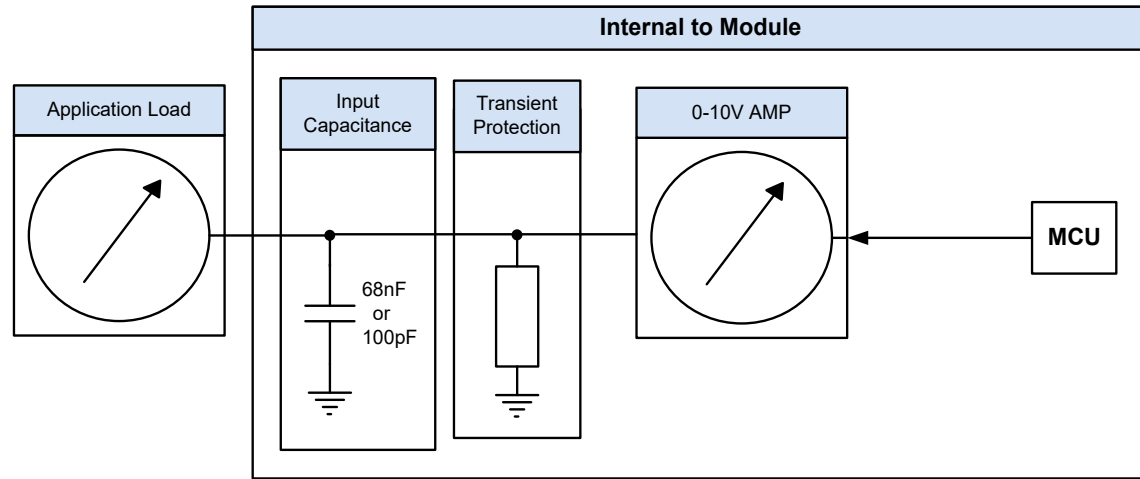 Internal to Module
Application Load
Input
Capacitance
Transient
Protection
0-10V AMP
68nF
or
100pF
MCU